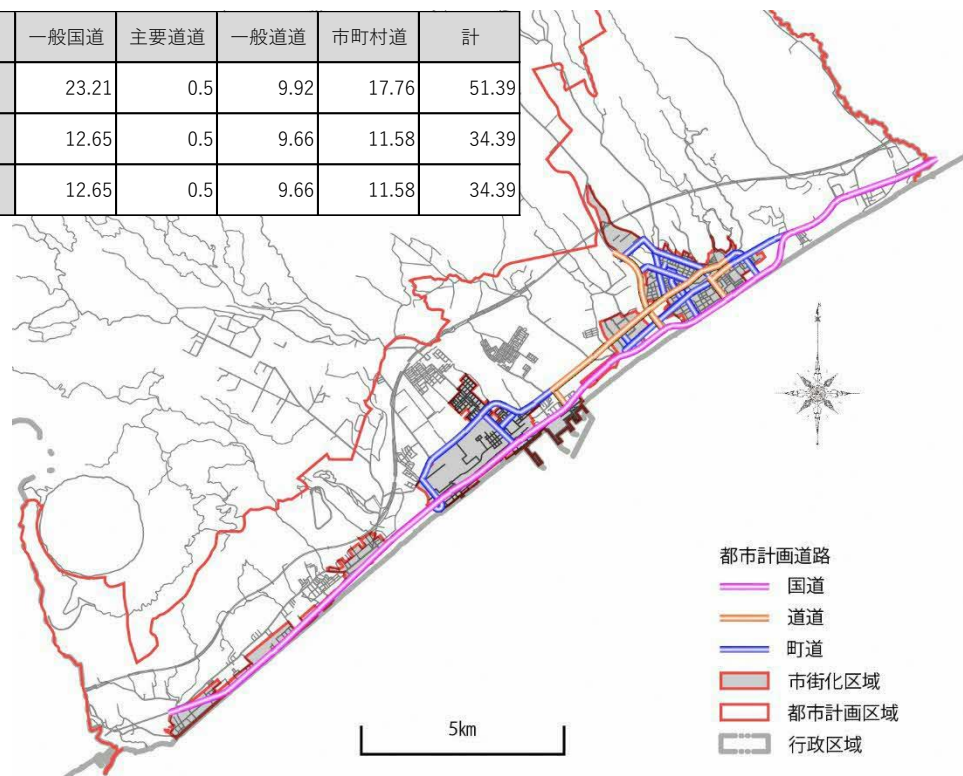 一般国道 主要道道 一般道道 市町村道 計
23.21 0.5 9.92 17.76 51.39
12.65 0.5 9.66 11.58 34.39
12.65 0.5 9.66 11.58 34.39
都市計画道路
国道
道道
町道
市街化区域
都市計画区域
行政区域
5km